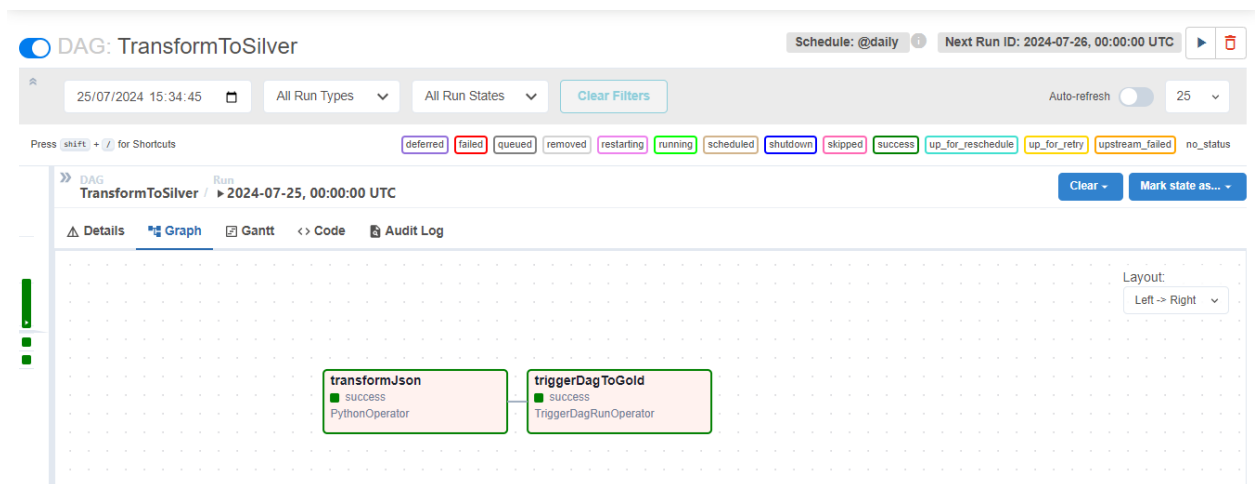 DAG: TransformToSilver
Schedule: @daily
Next Run ID: 2024-07-26, 00:00:00 UTC
25/07/2024 15:34:45
All Run Types
All Run States
Clear Filters
Auto-refresh
25
Press shift + / for Shortcuts
deferred failed queued removed restarting running scheduled shutdown skipped success up_for_reschedule up_for_retry upstream_failed no_status
DAG
TransformToSilver /
Run
2024-07-25, 00:00:00 UTC
Clear
Mark state as...
Details
Graph
Gantt
Code
Audit Log
Layout:
Left -> Right
transformJson
success
PythonOperator
triggerDagToGold
success
TriggerDagRunOperator